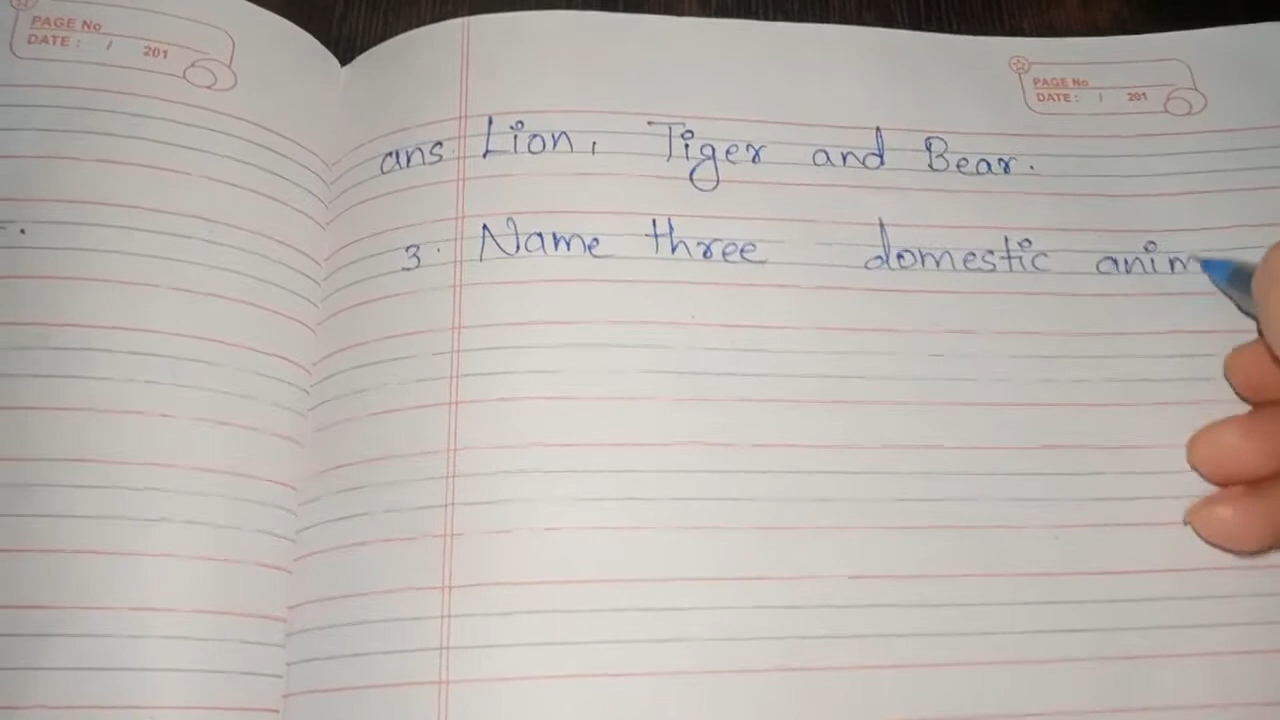 PAGE No
DATE : / 201
PAGE No
DATE : / 201
ans. Lion, Tiger and Bear.
3. Name three domestic anim